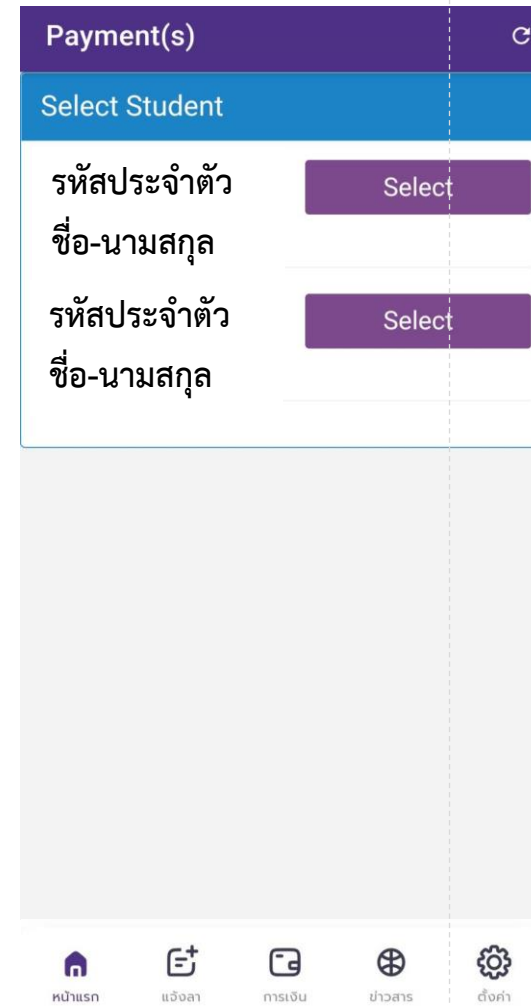 Payment(s)
Select Student
รหัสประจำตัว
Select
ชื่อ-นามสกุล
รหัสประจำตัว
Select
ชื่อ-นามสกุล
หน้าแรก
แจ้งลา
การเงิน
ข่าวสาร
ตั้งค่า